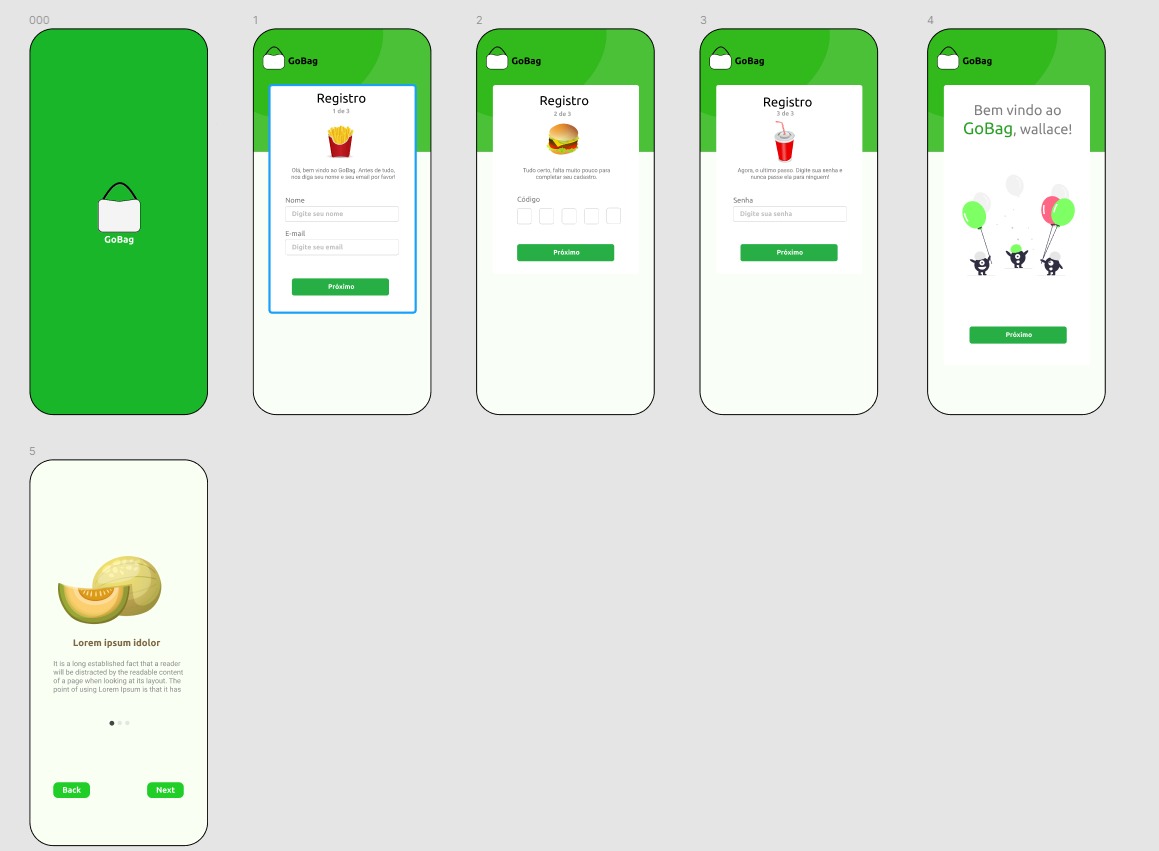 000
GoBag
1
GoBag
Registro
1 de 3
Olá, bem vindo ao GoBag .Antes de tudo,
nos diga seu nome e seu email por favor!
Nome
Digite seu nome
E-mail
Digite seu email
Próximo
2
GoBag
Registro
2 de 3
Tudo certo, falta muito pouco para
completar seu cadastro.
Código
Próximo
3
GoBag
Registro
3 de 3
Agora, o ultimo passo. Digite sua senha e
nunca passe ela para ninguem!
Senha
Digite sua senha
Próximo
4
GoBag
Bem vindo ao
GoBag, wallace!
Próximo
5
Lorem ipsum idolor
It is a long established fact that a reader
will be distracted by the readable content
of a page when looking at its layout. The
point of using Lorem Ipsum is that it has
Back
Next